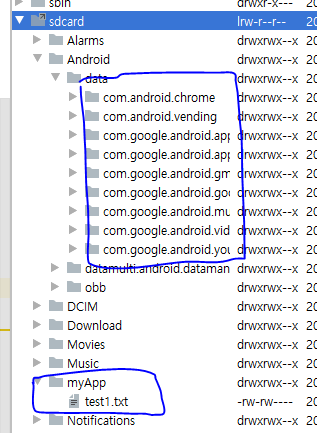 sbin drwxr-x--- 20
sdcard lrw-r--r-- 20
Alarms drwxrwx--x 20
Android drwxrwx--x 20
data drwxrwx--x 20
com.android.chrome drwxrwx--x 20
com.android.vending drwxrwx--x 20
com.google.android.app drwxrwx--x 20
com.google.android.app drwxrwx--x 20
com.google.android.gm drwxrwx--x 20
com.google.android.goo drwxrwx--x 20
com.google.android.mu drwxrwx--x 20
com.google.android.vid drwxrwx--x 20
com.google.android.you drwxrwx--x 20
datamulti.android.dataman drwxrwx--x 20
obb drwxrwx--x 20
DCIM drwxrwx--x 20
Download drwxrwx--x 20
Movies drwxrwx--x 20
Music drwxrwx--x 20
myApp drwxrwx--x 20
test1.txt -rw-rw---- 20
Notifications drwxrwx--x 20